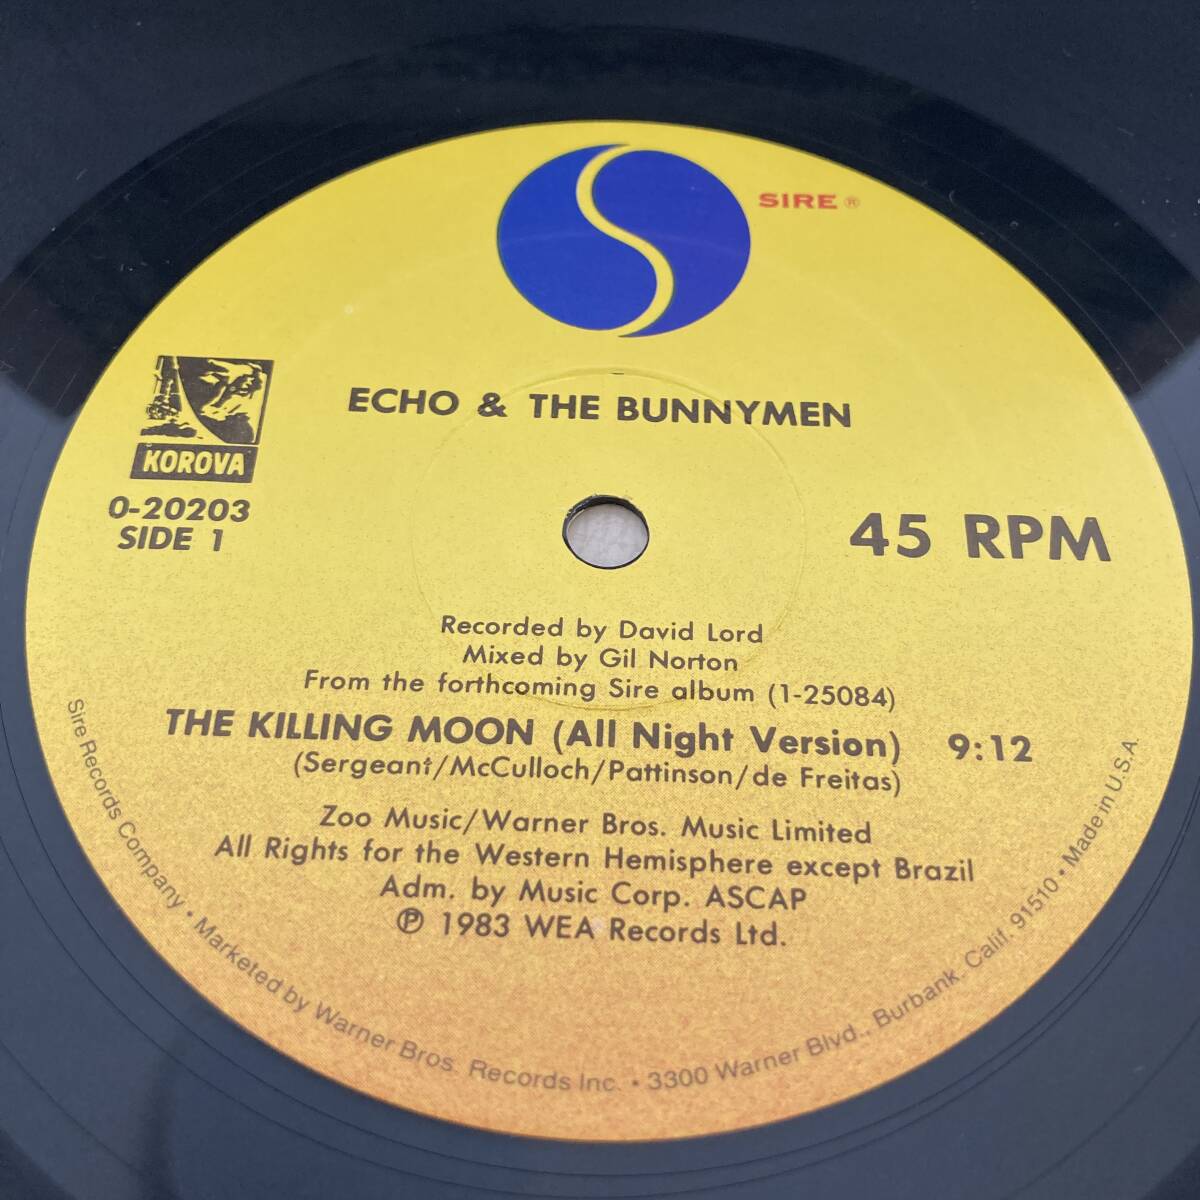 SIRE ®
ECHO & THE BUNNYMEN
KOROVA
0-20203
SIDE 1
45 RPM
Recorded by David Lord
Mixed by Gil Norton
From the forthcoming Sire album (1-25084)
THE KILLING MOON (All Night Version) 9:12
(Sergeant/McCulloch/Pattinson/de Freitas)
Zoo Music/Warner Bros. Music Limited
All Rights for the Western Hemisphere except Brazil
Adm. by Music Corp. ASCAP
℗ 1983 WEA Records Ltd.
Sire Records Company • Marketed by Warner Bros. Records Inc. • 3300 Warner Blvd., Burbank, Calif. 91510 • Made in U.S.A.